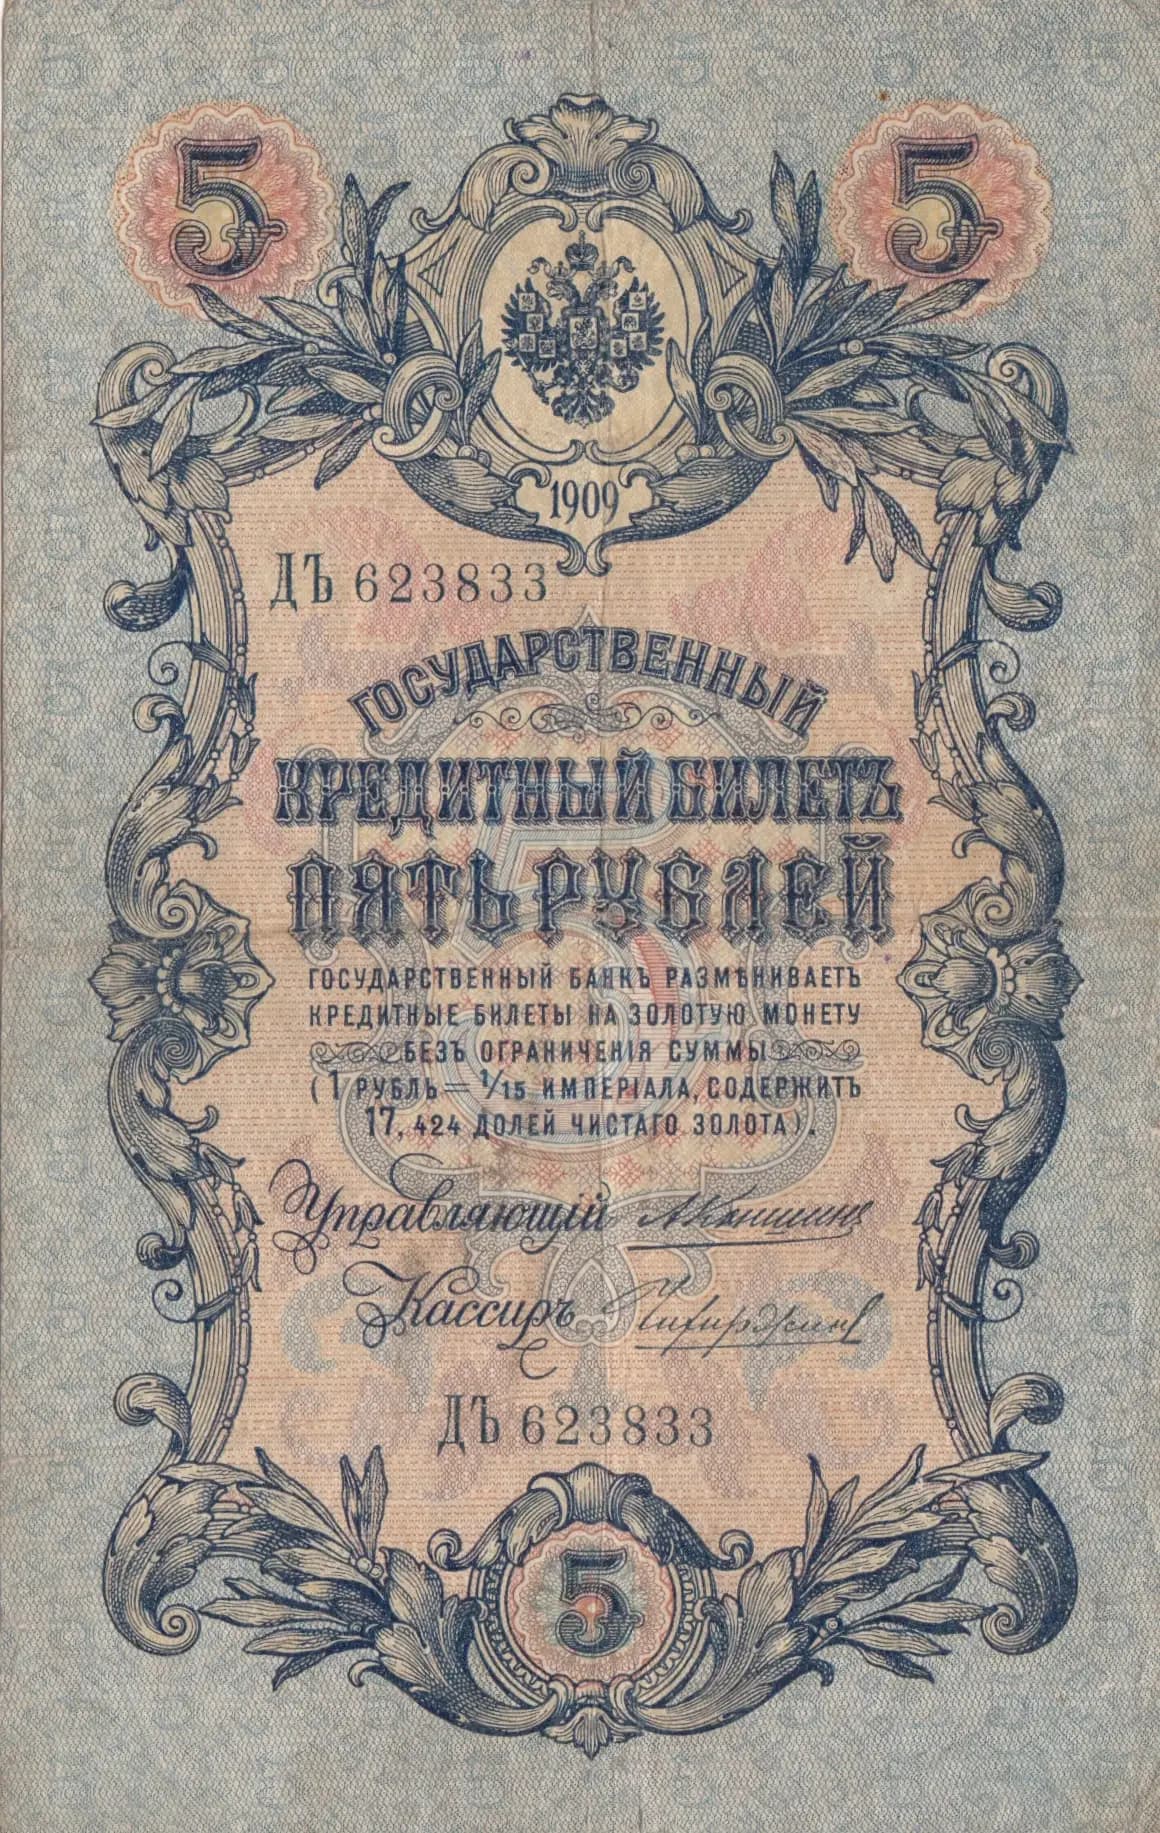 5 5
1909
ДЪ 623833
ГОСУДАРСТВЕННЫЙ
КРЕДИТНЫЙ БИЛЕТЪ
ПЯТЬ РУБЛЕЙ
ГОСУДАРСТВЕННЫЙ БАНКЪ РАЗМѢНИВАЕТЪ
КРЕДИТНЫЕ БИЛЕТЫ НА ЗОЛОТУЮ МОНЕТУ
БЕЗЪ ОГРАНИЧЕНІЯ СУММЫ
(1 РУБЛЬ = 1/15 ИМПЕРІАЛА, СОДЕРЖИТЪ
17,424 ДОЛЕЙ ЧИСТАГО ЗОЛОТА).
Управляющій
Кассиръ
ДЪ 623833
5